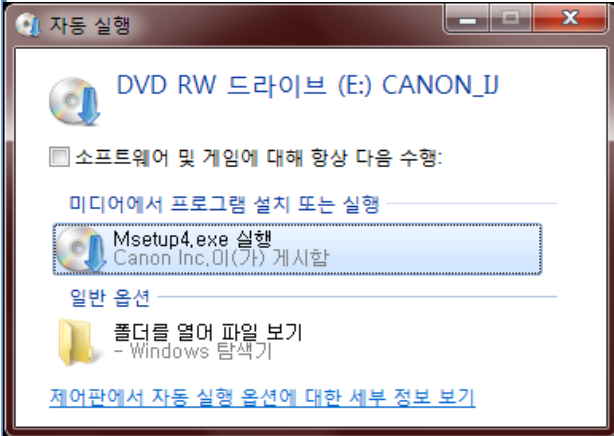 자동 실행
DVD RW 드라이브 (E:) CANON_IJ
소프트웨어 및 게임에 대해 항상 다음 수행:
미디어에서 프로그램 설치 또는 실행
Msetup4.exe 실행
Canon Inc.이(가) 게시함
일반 옵션
폴더를 열어 파일 보기
- Windows 탐색기
제어판에서 자동 실행 옵션에 대한 세부 정보 보기